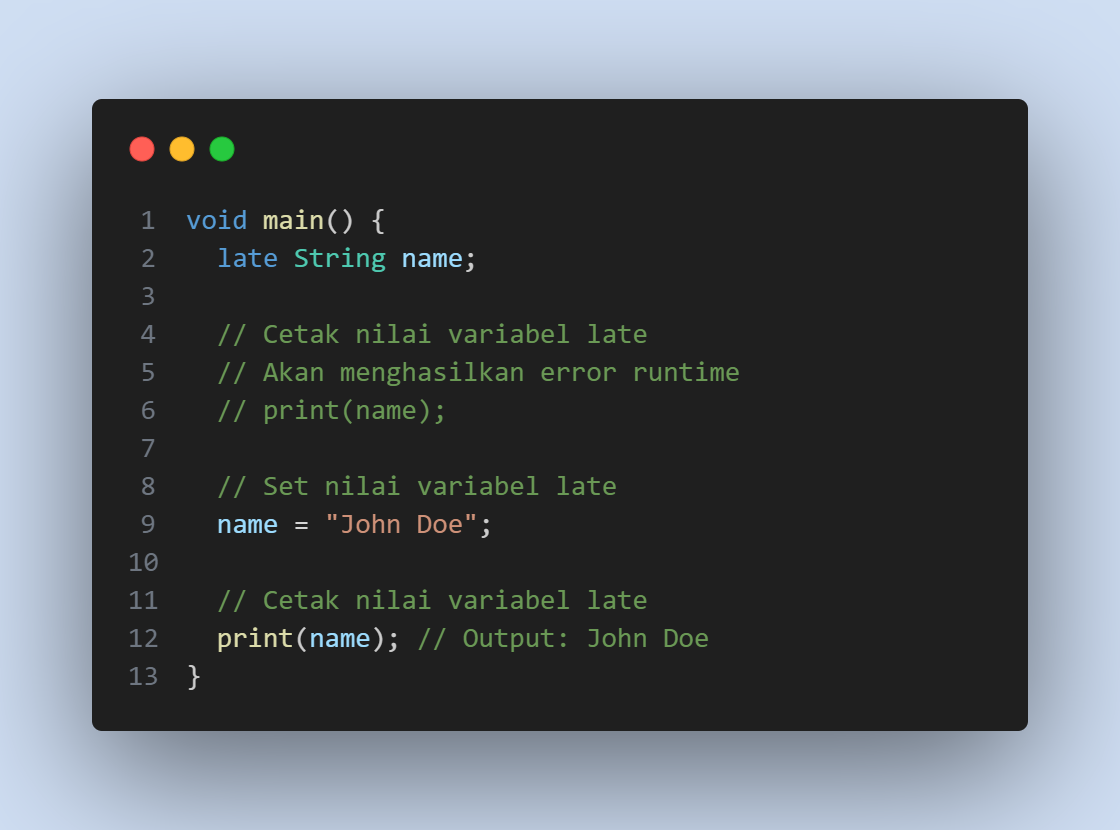 1 void main() {
2   late String name;
3
4   // Cetak nilai variabel late
5   // Akan menghasilkan error runtime
6   // print(name);
7
8   // Set nilai variabel late
9   name = "John Doe";
10
11   // Cetak nilai variabel late
12   print(name); // Output: John Doe
13 }